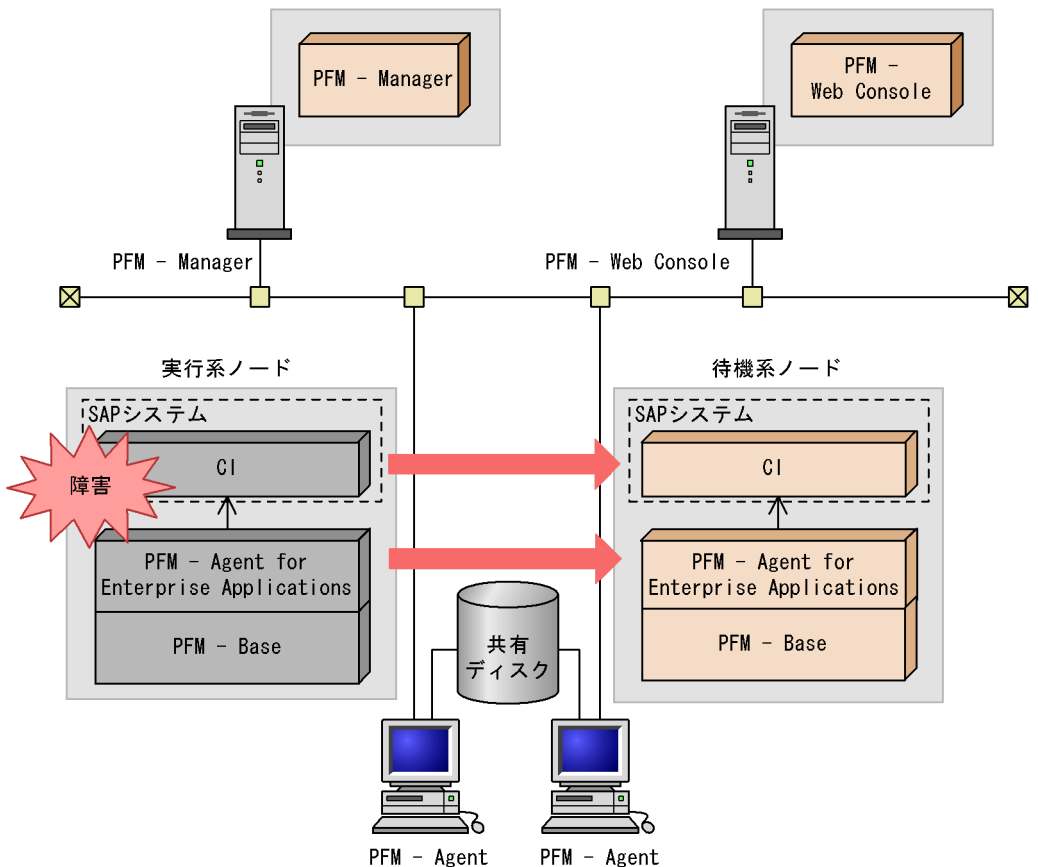 PFM - Manager
PFM -
Web Console
PFM - Manager
PFM - Web Console
実行系ノード
待機系ノード
SAPシステム
CI
障害
PFM - Agent for
Enterprise Applications
PFM - Base
SAPシステム
CI
PFM - Agent for
Enterprise Applications
PFM - Base
共有
ディスク
PFM - Agent
PFM - Agent